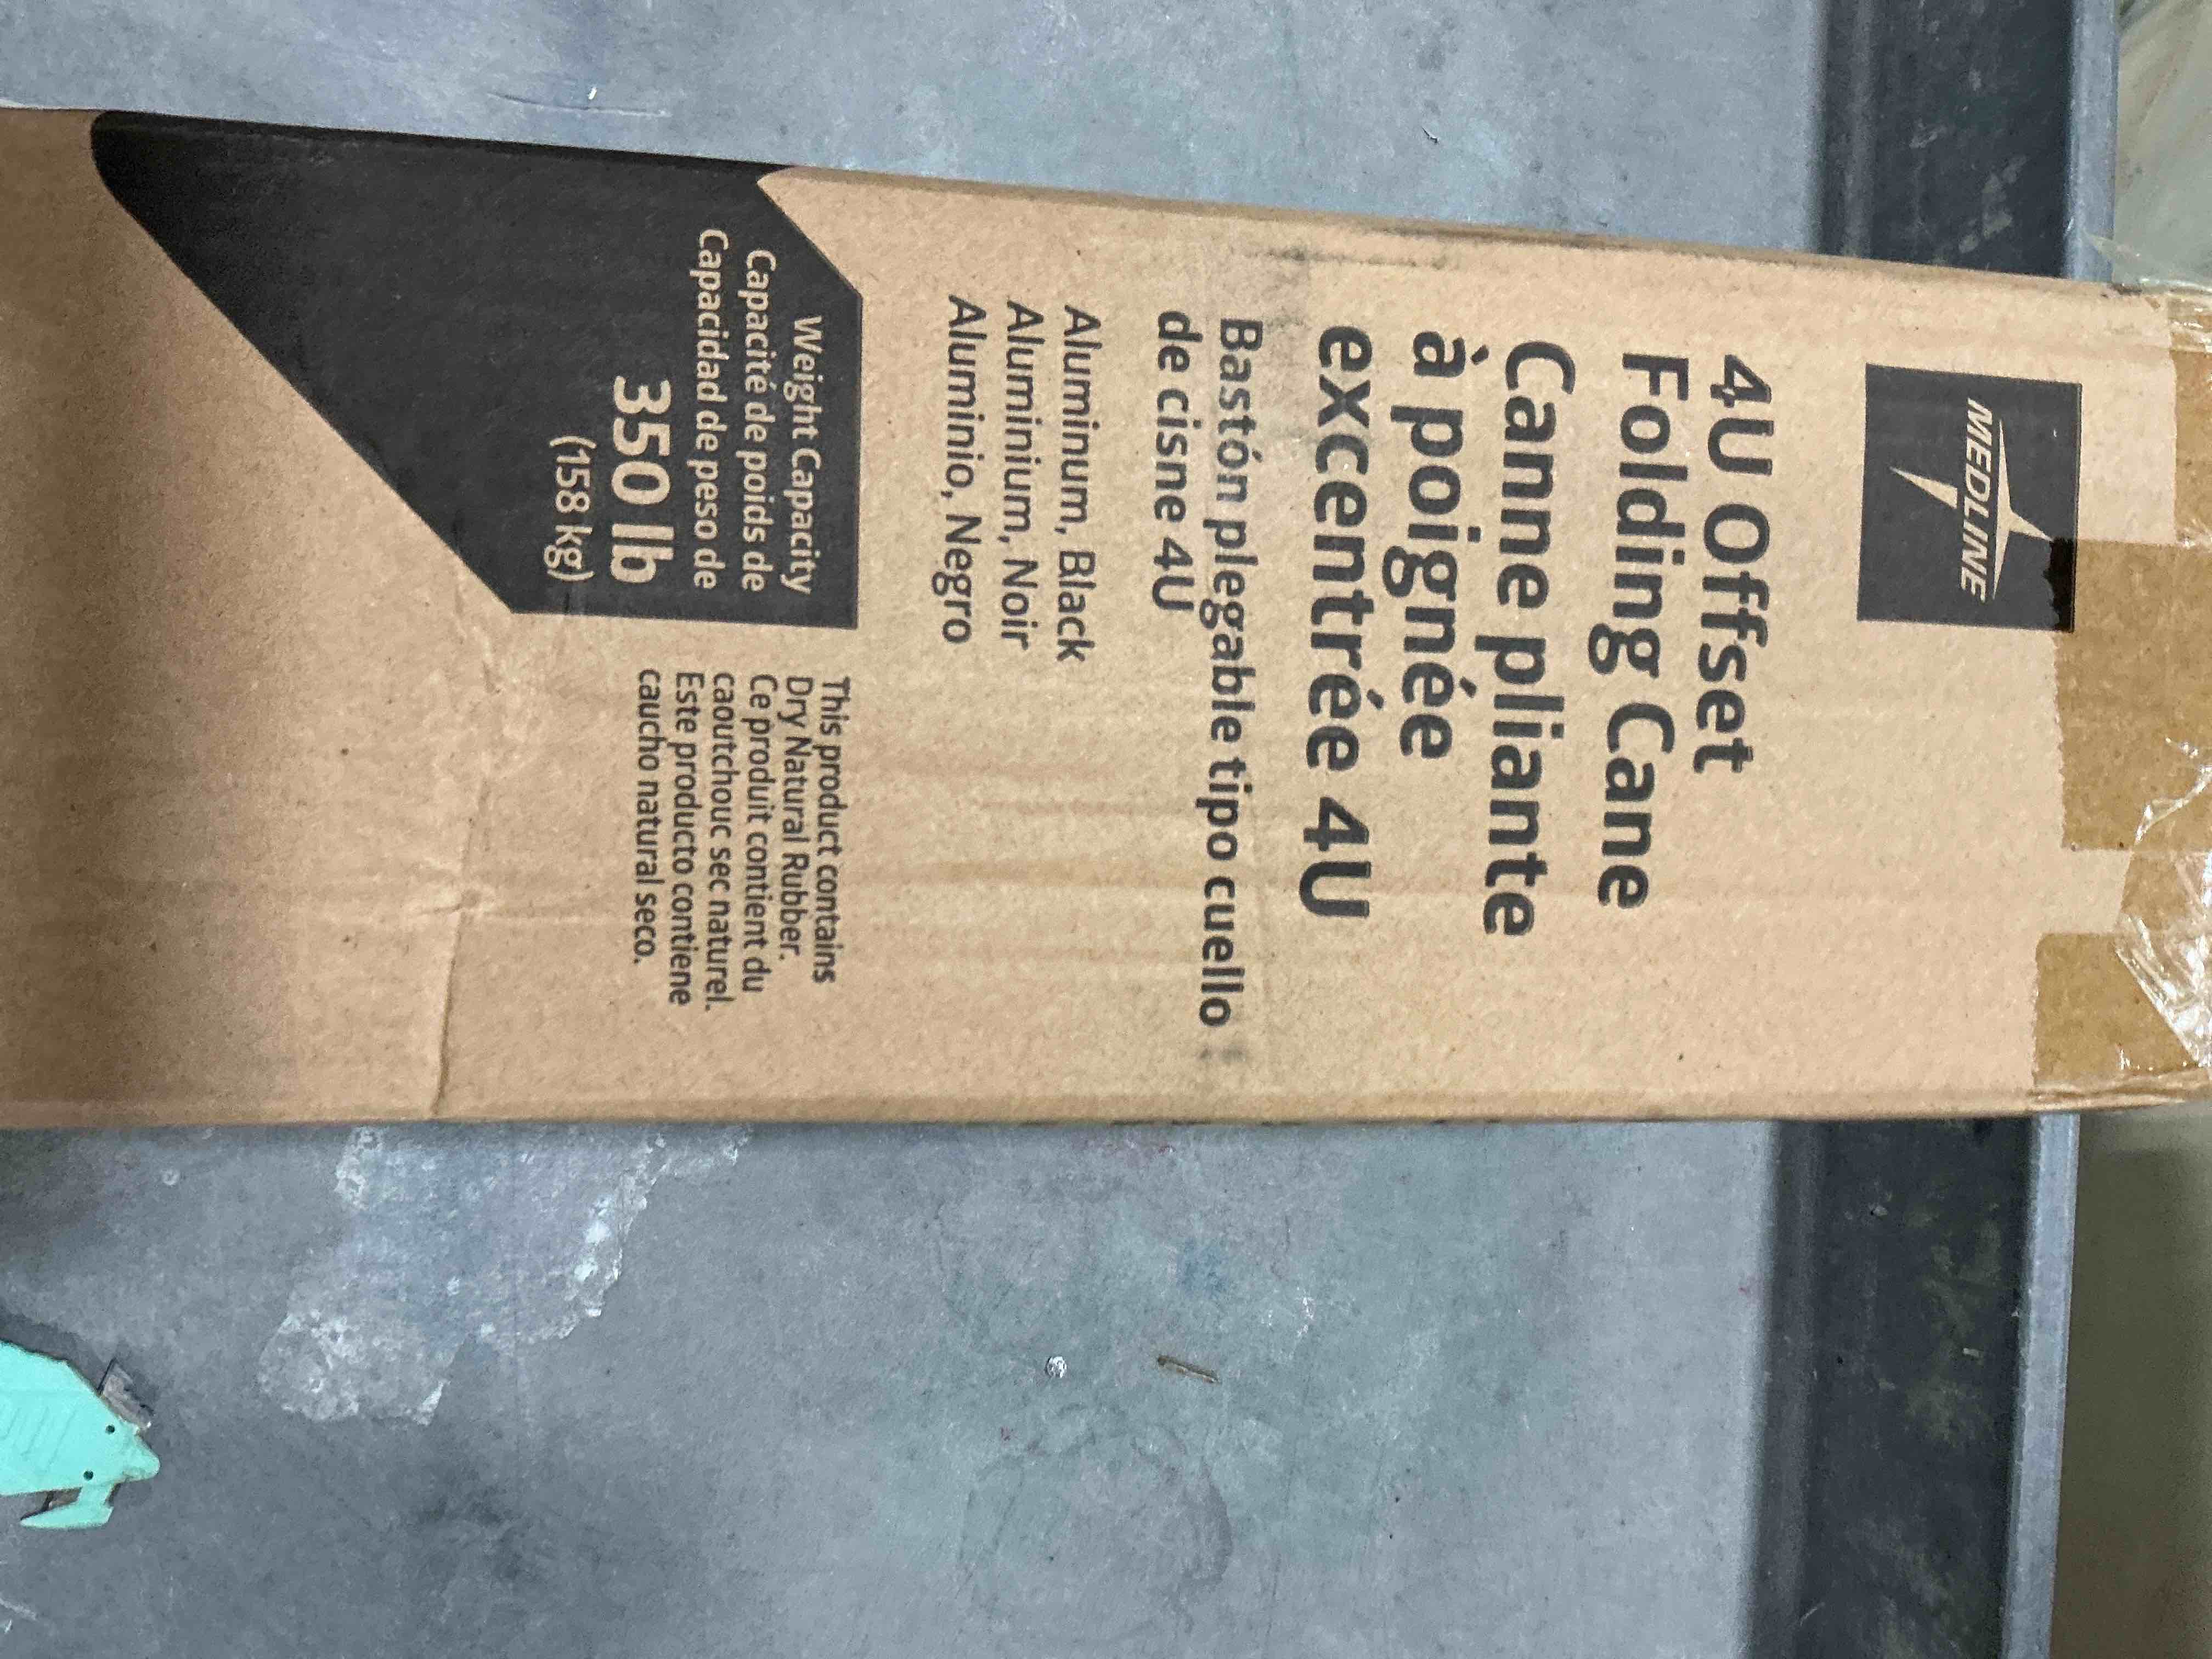 MEDLINE
4U Offset
Folding Cane
Canne pliante
à poignée
excentrée 4U
Bastón plegable tipo cuello
de cisne 4U
Aluminum, Black
Aluminium, Noir
Aluminio, Negro
Weight Capacity
Capacité de poids de
Capacidad de peso de
350 lb
(158 kg)
This product contains
Dry Natural Rubber.
Ce produit contient du
caoutchouc sec naturel.
Este producto contiene
caucho natural seco.